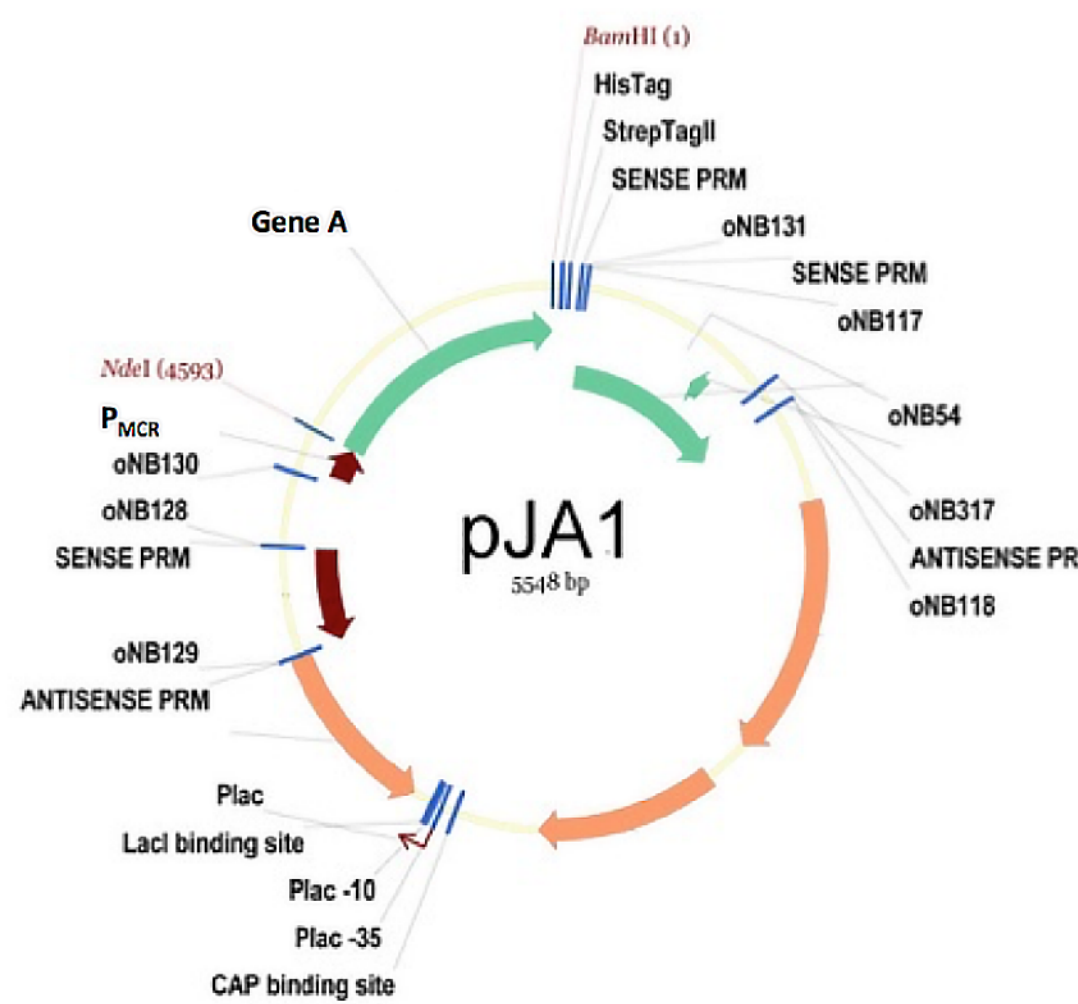 BamHI (1)
HisTag
StrepTagII
SENSE PRM
oNB131
SENSE PRM
oNB117
oNB54
oNB317
ANTISENSE PR
oNB118
Gene A
NdeI (4593)
PMCR
oNB130
oNB128
SENSE PRM
oNB129
ANTISENSE PRM
Plac
LacI binding site
Plac -10
Plac -35
CAP binding site
pJA1
5548 bp